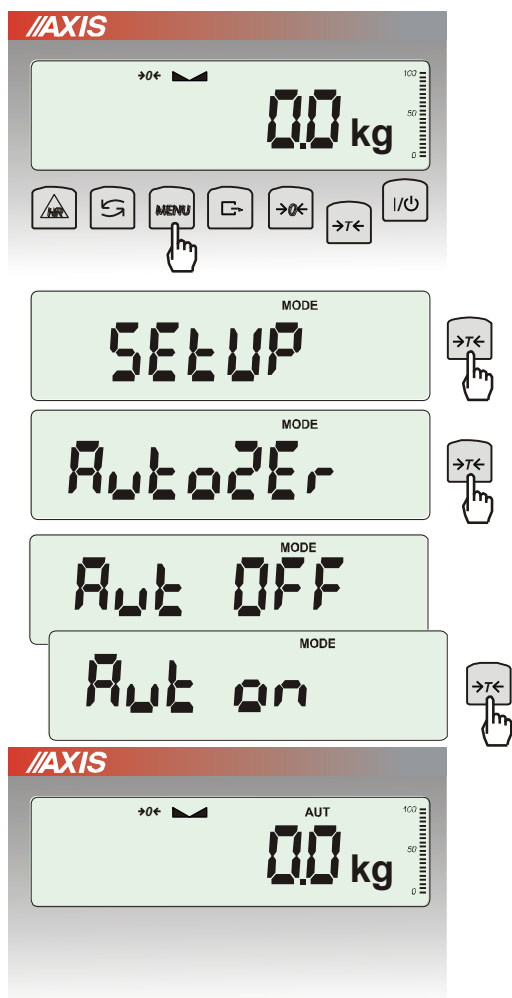 //AXIS
→0← 100
50
0.0 kg
0
HR MENU →0← →T← I/⏻
MODE
SEtUP →T←
MODE
AutoZEr →T←
MODE
Aut OFF
MODE
Aut on →T←
//AXIS
→0← AUT 100
50
0.0 kg
0